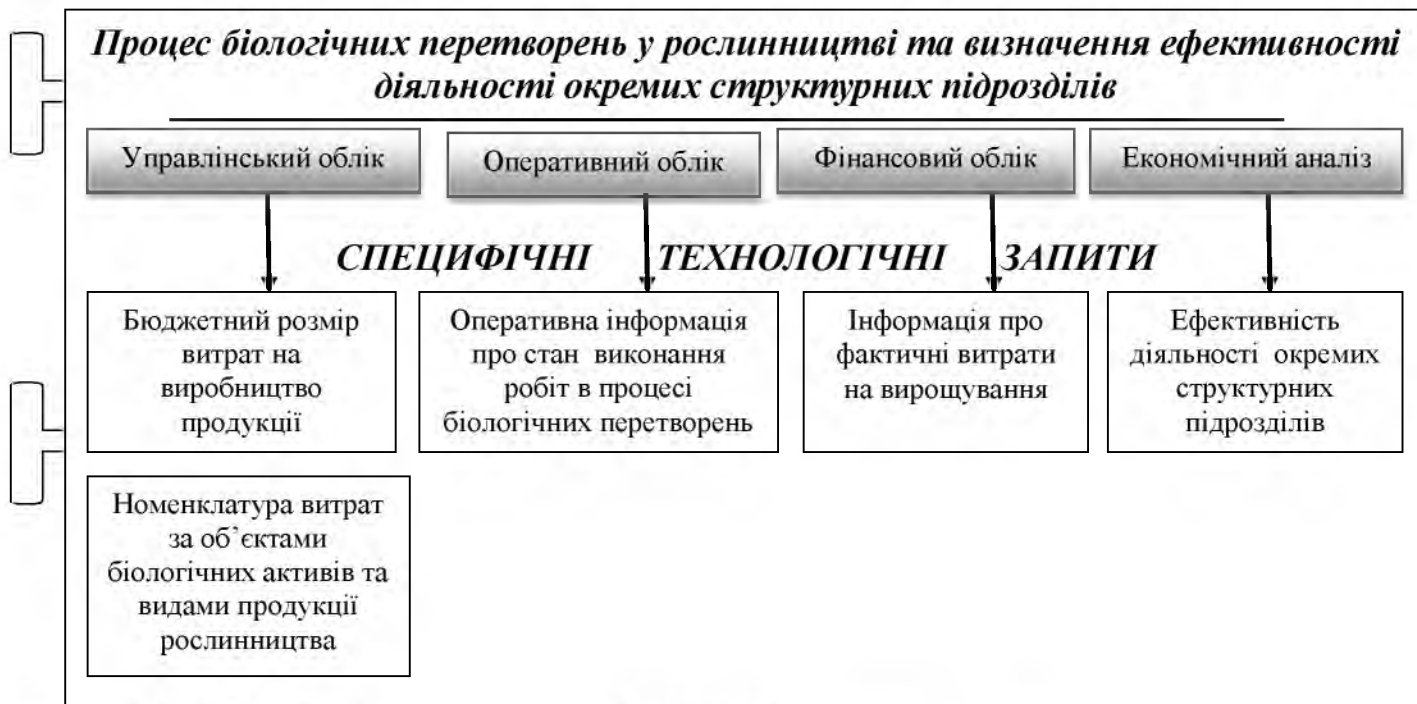 Процес біологічних перетворень у рослинництві та визначення ефективності
діяльності окремих структурних підрозділів
Управлінський облік
Оперативний облік
Фінансовий облік
Економічний аналіз
СПЕЦИФІЧНІ ТЕХНОЛОГІЧНІ ЗАПИТИ
Бюджетний розмір
витрат на
виробництво
продукції
Оперативна інформація
про стан виконання
робіт в процесі
біологічних перетворень
Інформація про
фактичні витрати
на вирощування
Ефективність
діяльності окремих
структурних
підрозділів
Номенклатура витрат
за об’єктами
біологічних активів та
видами продукції
рослинництва